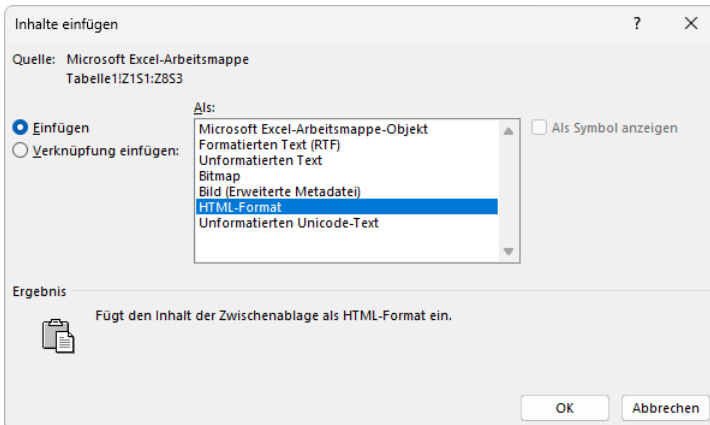 Inhalte einfügen ? ×
Quelle: Microsoft Excel-Arbeitsmappe
Tabelle1!Z1S1:Z8S3
Als:
Einfügen
Verknüpfung einfügen:
Microsoft Excel-Arbeitsmappe-Objekt
Formatierten Text (RTF)
Unformatierten Text
Bitmap
Bild (Erweiterte Metadatei)
HTML-Format
Unformatierten Unicode-Text
Als Symbol anzeigen
Ergebnis
Fügt den Inhalt der Zwischenablage als HTML-Format ein.
OK Abbrechen